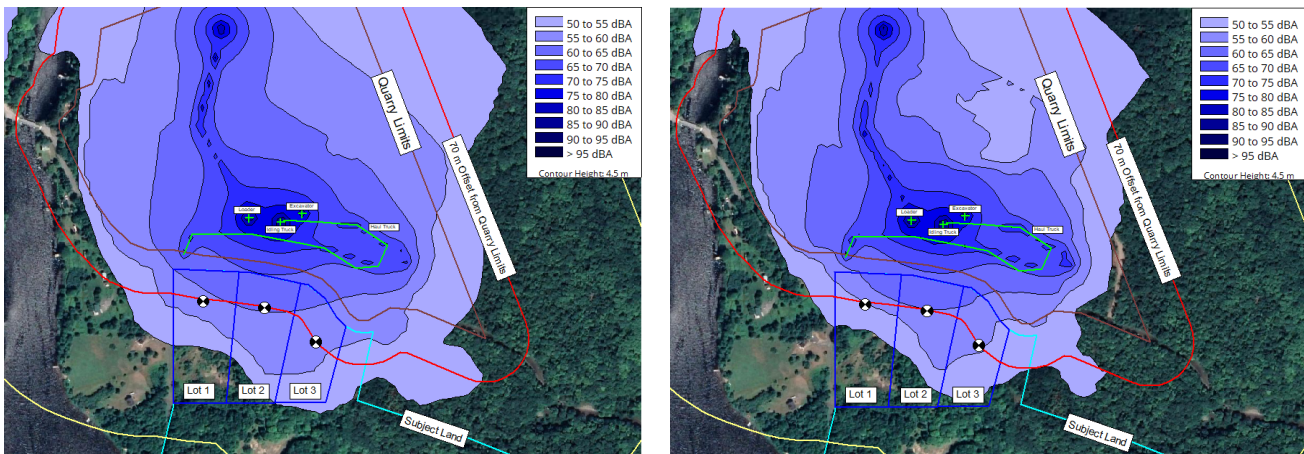 50 to 55 dBA
55 to 60 dBA
60 to 65 dBA
65 to 70 dBA
70 to 75 dBA
75 to 80 dBA
80 to 85 dBA
85 to 90 dBA
90 to 95 dBA
> 95 dBA
Contour Height: 4.5 m
Quarry Limits
70 m Offset from Quarry Limits
Loader
Excavator
Idling Truck
Haul Truck
Lot 1
Lot 2
Lot 3
Subject Land
50 to 55 dBA
55 to 60 dBA
60 to 65 dBA
65 to 70 dBA
70 to 75 dBA
75 to 80 dBA
80 to 85 dBA
85 to 90 dBA
90 to 95 dBA
> 95 dBA
Contour Height: 4.5 m
Quarry Limits
70 m Offset from Quarry Limits
Loader
Excavator
Idling Truck
Haul Truck
Lot 1
Lot 2
Lot 3
Subject Land